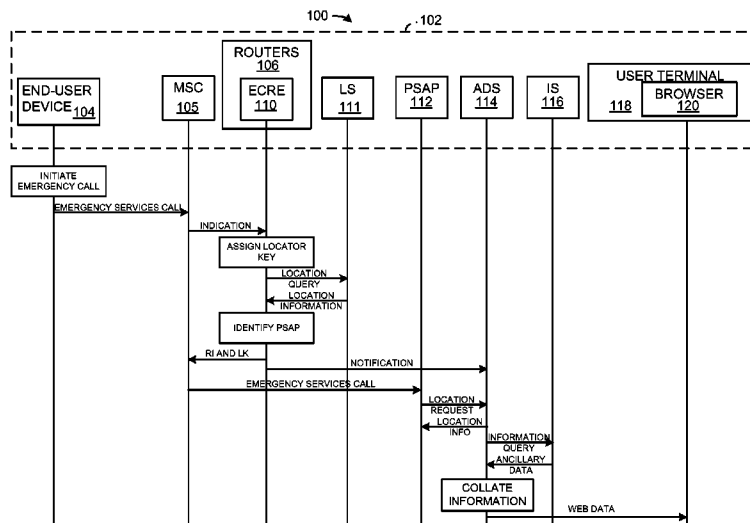 100
102
END-USER
DEVICE 104
MSC
105
ROUTERS
106
ECRE
110
LS
111
PSAP
112
ADS
114
IS
116
USER TERMINAL
118
BROWSER
120
INITIATE
EMERGENCY CALL
EMERGENCY SERVICES CALL
INDICATION
ASSIGN LOCATOR
KEY
LOCATION
QUERY
LOCATION
INFORMATION
IDENTIFY PSAP
RI AND LK
NOTIFICATION
EMERGENCY SERVICES CALL
LOCATION
REQUEST
LOCATION
INFO
INFORMATION
QUERY
ANCILLARY
DATA
COLLATE
INFORMATION
WEB DATA